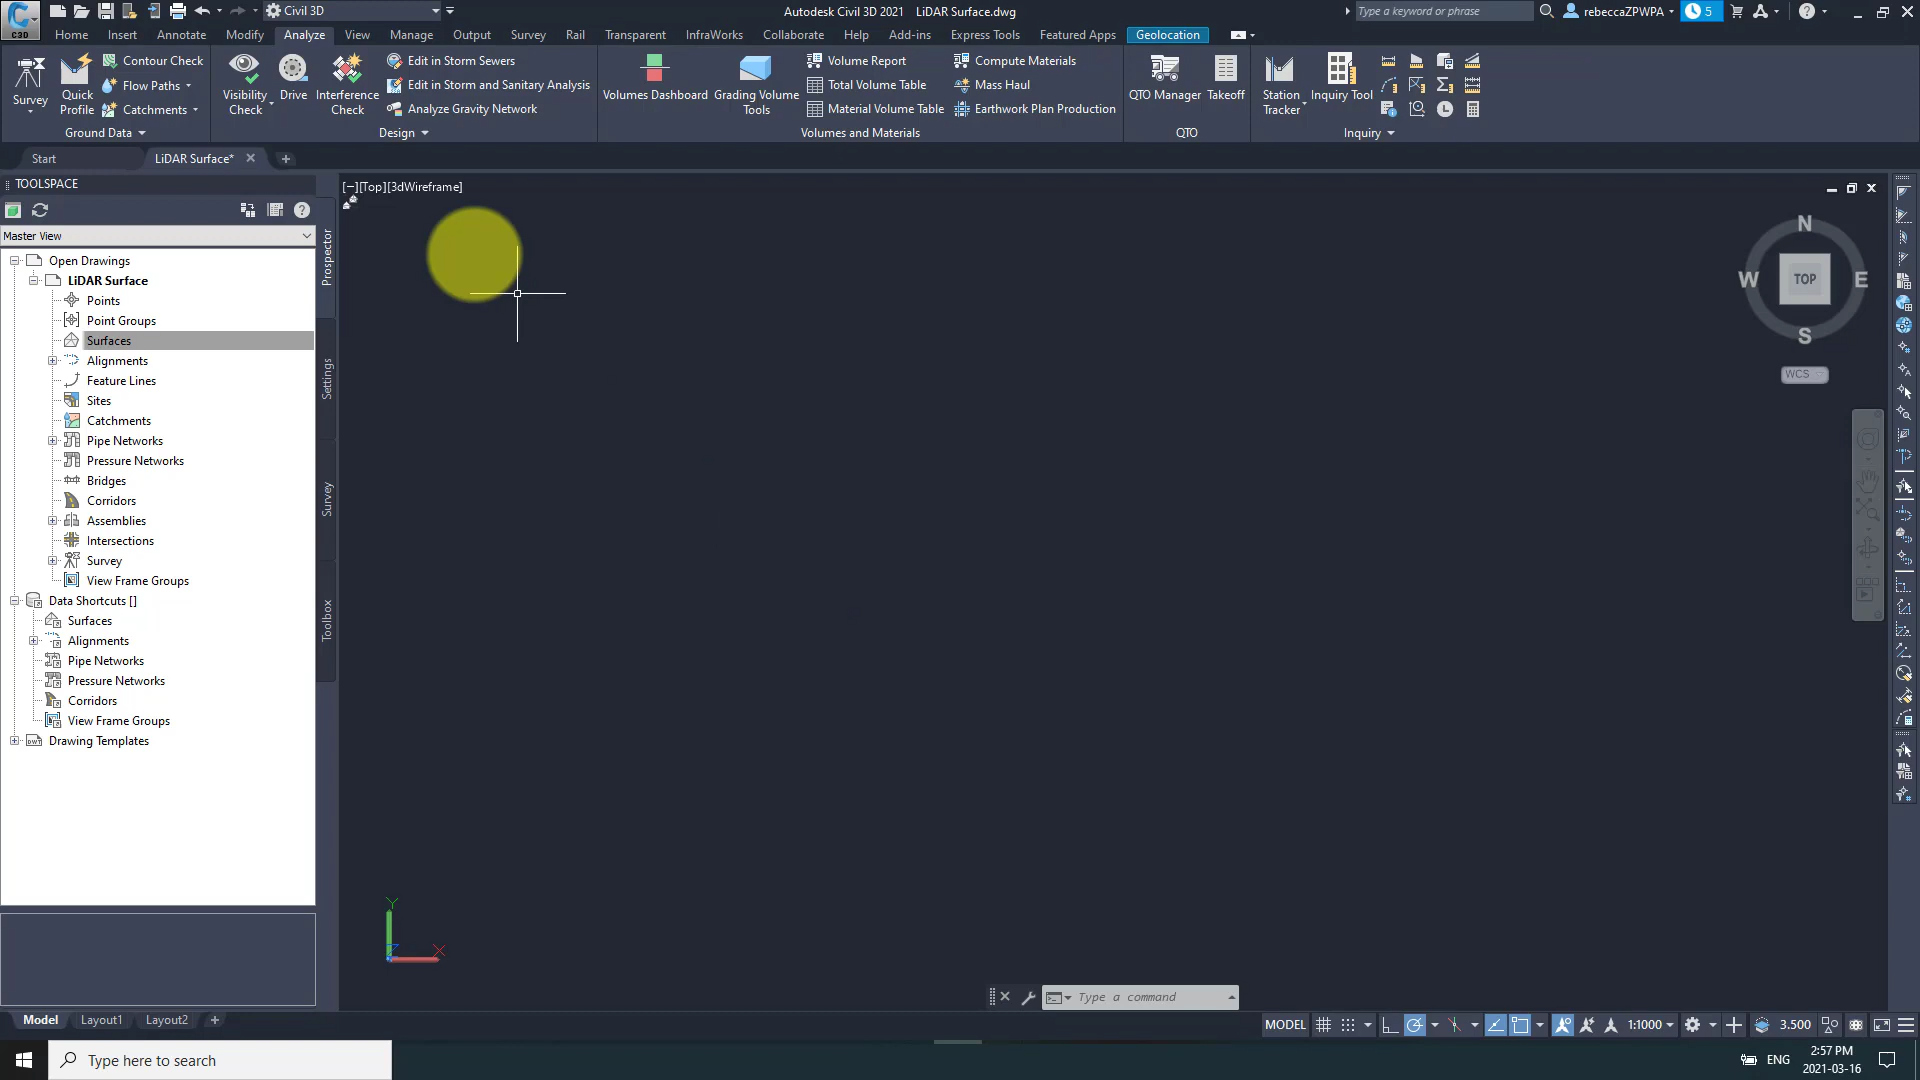 C3D
Civil 3D
Autodesk Civil 3D 2021 LiDAR Surface.dwg
Type a keyword or phrase
rebeccaZPWPA
5
Home Insert Annotate Modify Analyze View Manage Output Survey Rail Transparent InfraWorks Collaborate Help Add-ins Express Tools Featured Apps Geolocation
Survey
Quick Profile
Contour Check
Flow Paths
Catchments
Ground Data
Visibility Check
Drive
Interference Check
Edit in Storm Sewers
Edit in Storm and Sanitary Analysis
Analyze Gravity Network
Design
Volumes Dashboard
Grading Volume Tools
Volume Report
Total Volume Table
Material Volume Table
Compute Materials
Mass Haul
Earthwork Plan Production
Volumes and Materials
QTO Manager
Takeoff
QTO
Station Tracker
Inquiry Tool
Inquiry
Start
LiDAR Surface*
TOOLSPACE
Master View
Open Drawings
LiDAR Surface
Points
Point Groups
Surfaces
Alignments
Feature Lines
Sites
Catchments
Pipe Networks
Pressure Networks
Bridges
Corridors
Assemblies
Intersections
Survey
View Frame Groups
Data Shortcuts []
Surfaces
Alignments
Pipe Networks
Pressure Networks
Corridors
View Frame Groups
Drawing Templates
Prospector
Settings
Survey
Toolbox
[−][Top][3dWireframe]
N
W TOP E
S
WCS
Y
X
Type a command
Model Layout1 Layout2
MODEL
1:1000
3.500
Type here to search
ENG
2:57 PM
2021-03-16